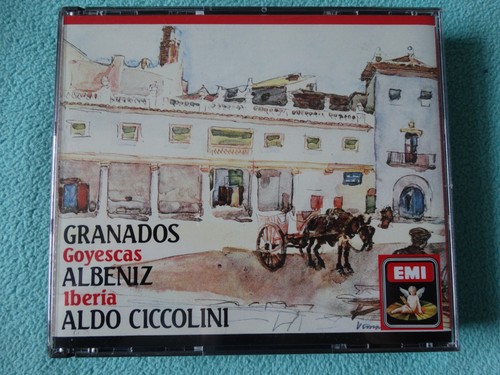 GRANADOS
Goyescas
ALBENIZ
Iberia
ALDO CICCOLINI
EMI